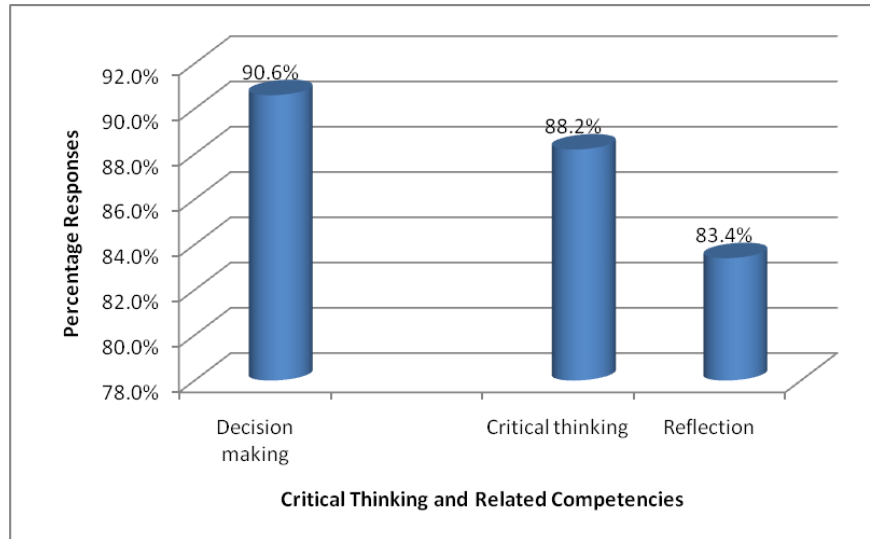 92.0%
90.0%
88.0%
86.0%
84.0%
82.0%
80.0%
78.0%
Percentage Responses
90.6%
88.2%
83.4%
Decision
making
Critical thinking
Reflection
Critical Thinking and Related Competencies